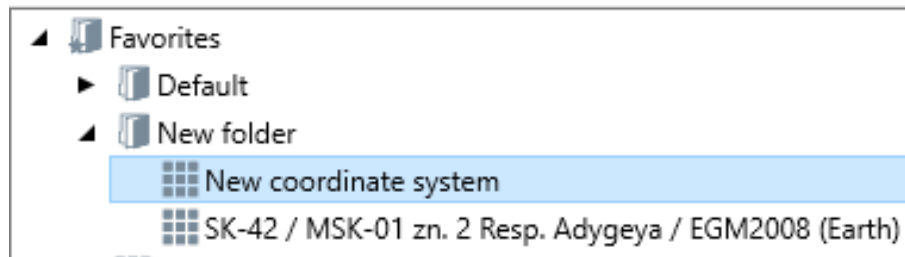 Favorites
Default
New folder
New coordinate system
SK-42 / MSK-01 zn. 2 Resp. Adygeya / EGM2008 (Earth)